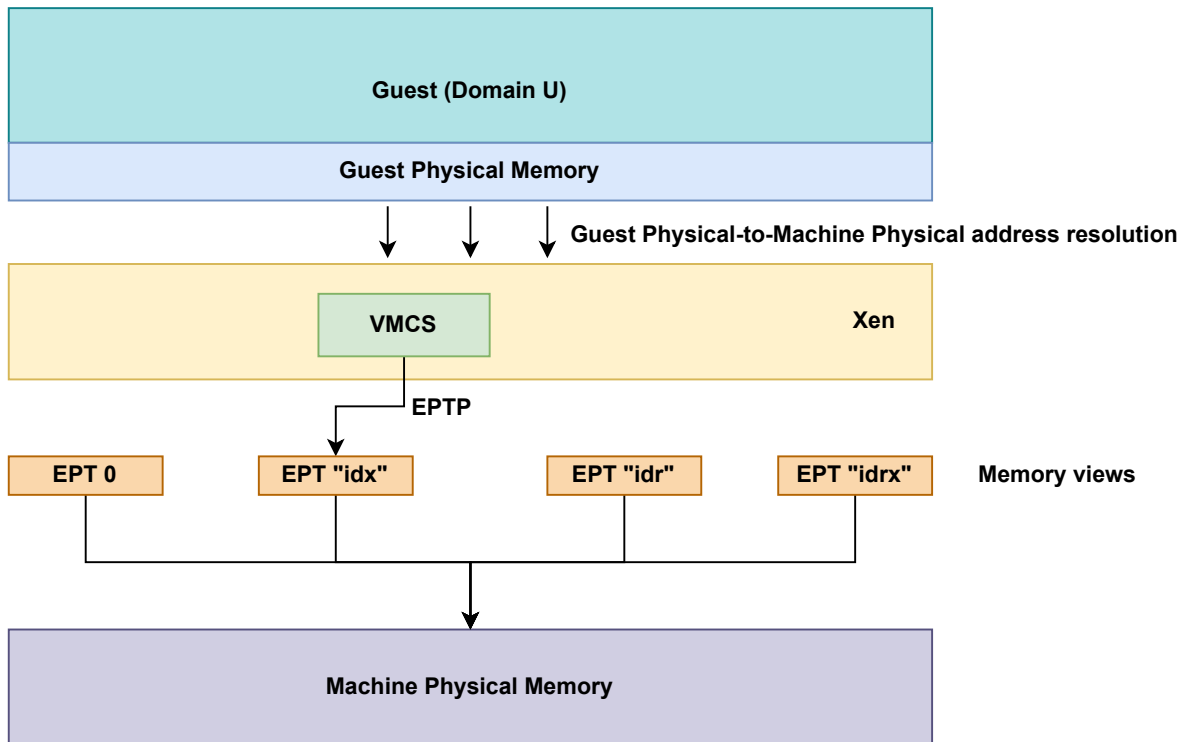 Guest (Domain U)
Guest Physical Memory
Guest Physical-to-Machine Physical address resolution
VMCS
Xen
EPTP
EPT 0
EPT "idx"
EPT "idr"
EPT "idrx"
Memory views
Machine Physical Memory